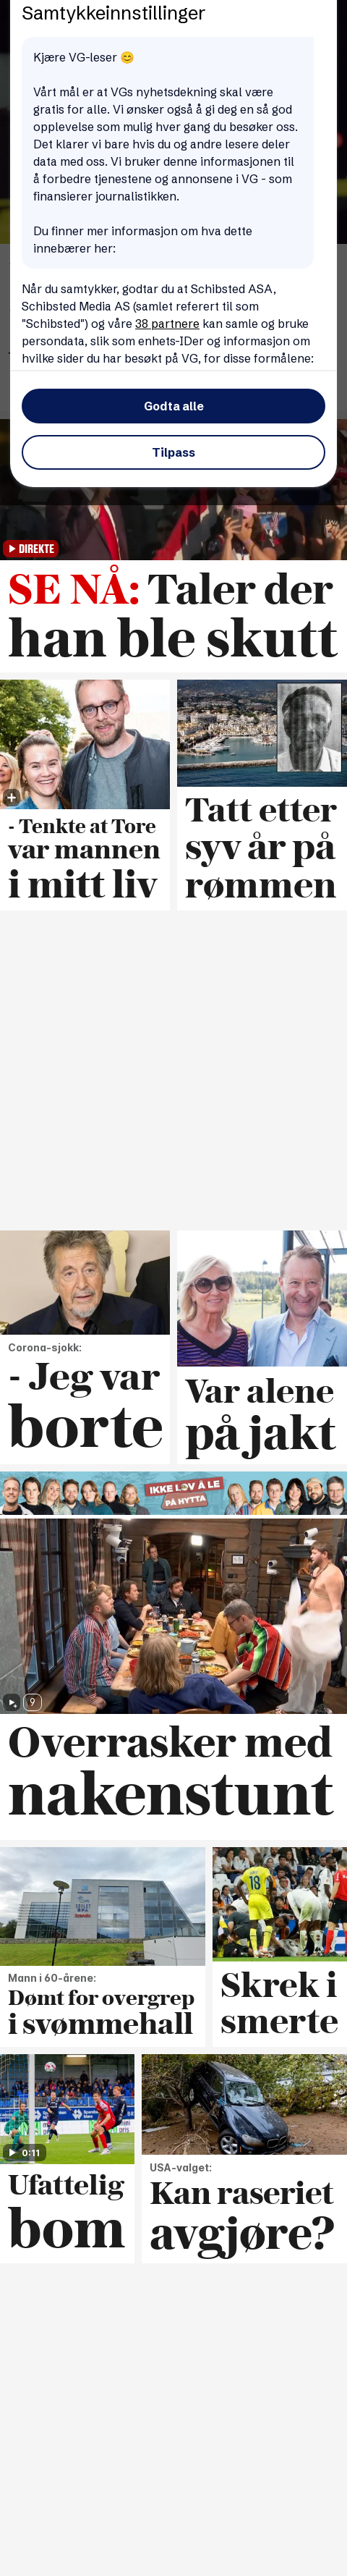 Samtykkeinnstillinger
Kjære VG-leser 😊
Vårt mål er at VGs nyhetsdekning skal være
gratis for alle. Vi ønsker også å gi deg en så god
opplevelse som mulig hver gang du besøker oss.
Det klarer vi bare hvis du og andre lesere deler
data med oss. Vi bruker denne informasjonen til
å forbedre tjenestene og annonsene i VG - som
finansierer journalistikken.
Du finner mer informasjon om hva dette
innebærer her:
Når du samtykker, godtar du at Schibsted ASA,
Schibsted Media AS (samlet referert til som
"Schibsted") og våre 38 partnere kan samle og bruke
persondata, slik som enhets-IDer og informasjon om
hvilke sider du har besøkt på VG, for disse formålene:
Godta alle
Tilpass
DIREKTE
SE NÅ: Taler der
han ble skutt
- Tenkte at Tore
var mannen
i mitt liv
Tatt etter
syv år på
rømmen
Corona-sjokk:
- Jeg var
borte
Var alene
på jakt
IKKE LOV Å LE
PÅ HYTTA
9
Overrasker med
nakenstunt
Mann i 60-årene:
Dømt for overgrep
i svømmehall
18
Skrek i
smerte
0:11
Ufattelig
bom
USA-valget:
Kan raseriet
avgjøre?